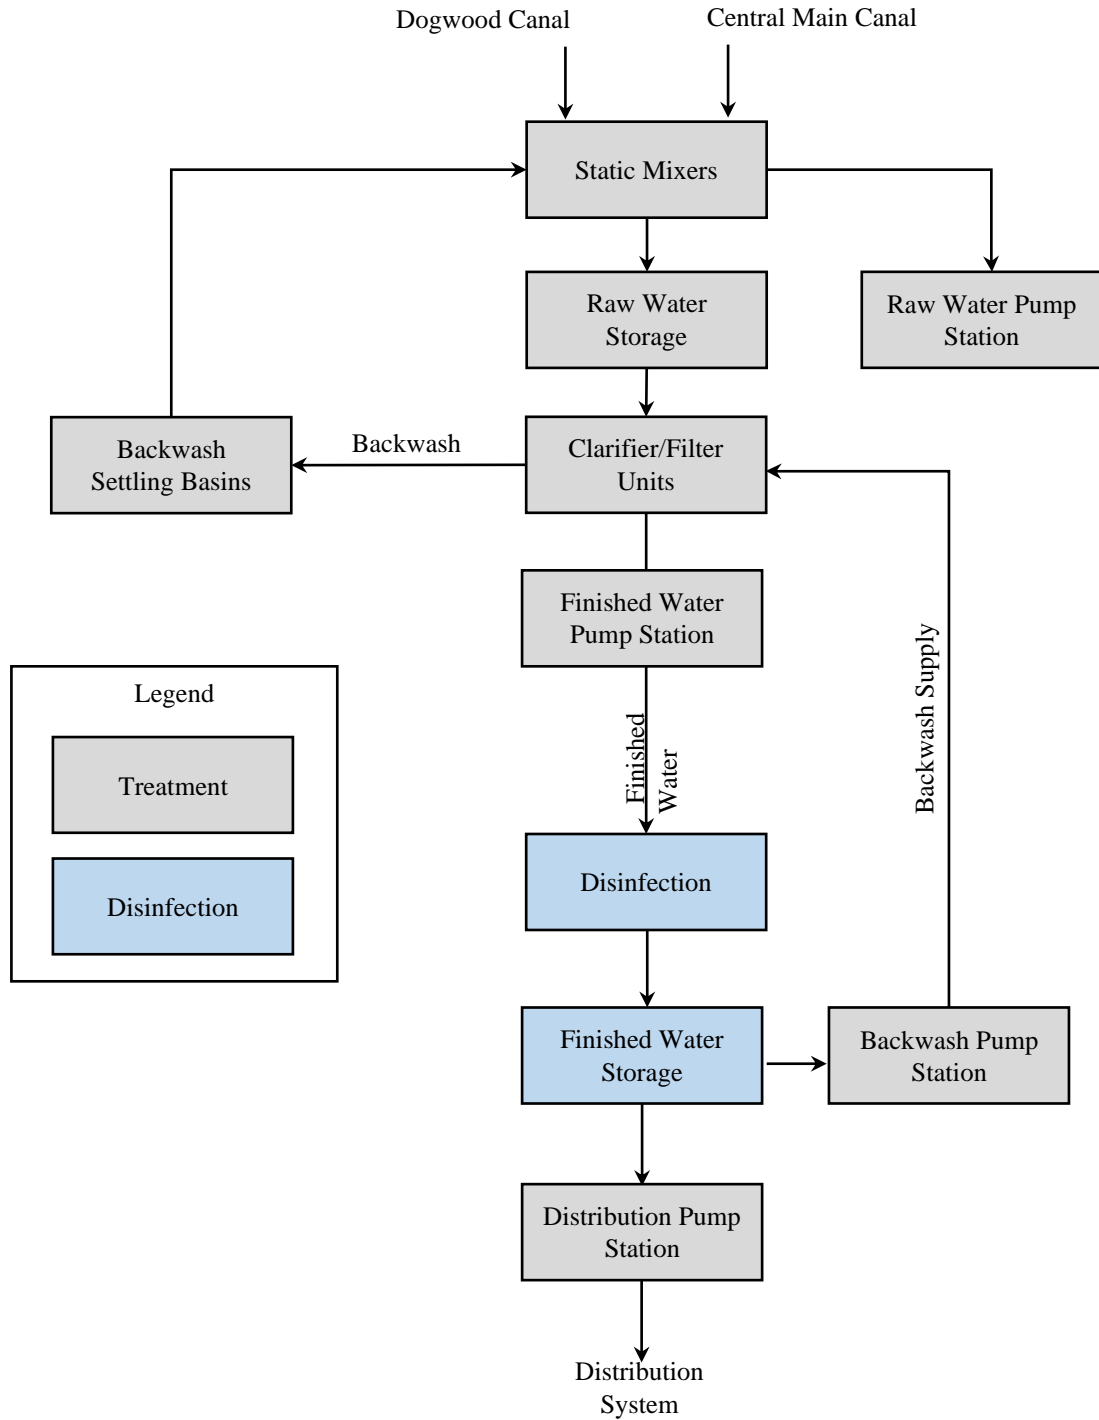 Dogwood Canal
Central Main Canal
Static Mixers
Raw Water
Storage
Raw Water Pump
Station
Backwash
Settling Basins
Backwash
Clarifier/Filter
Units
Finished Water
Pump Station
Backwash Supply
Finished
Water
Legend
Treatment
Disinfection
Disinfection
Finished Water
Storage
Backwash Pump
Station
Distribution Pump
Station
Distribution
System